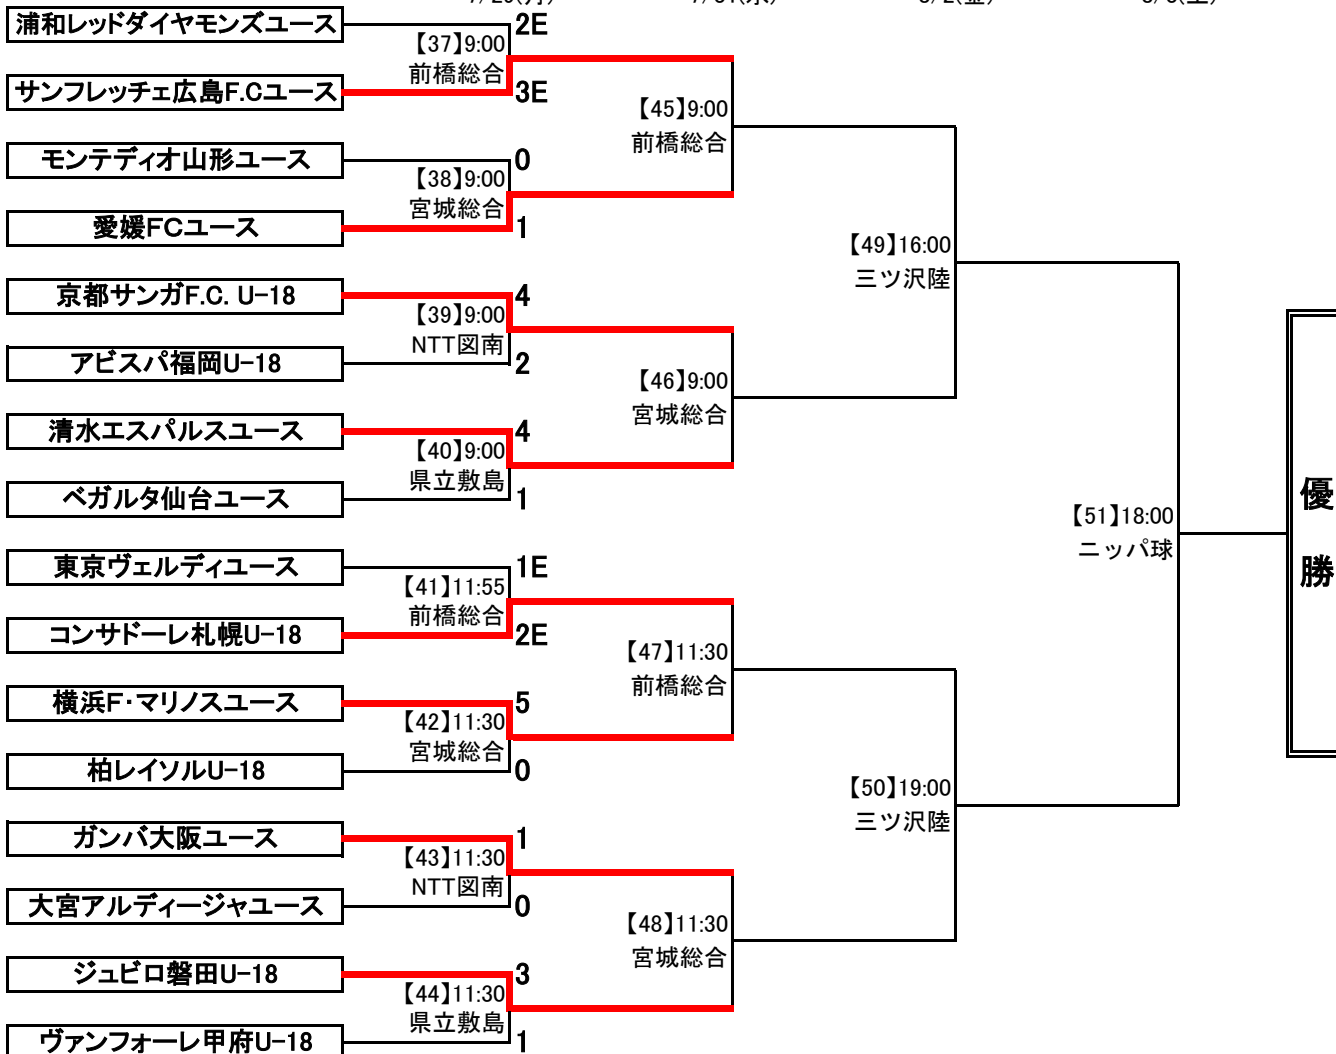 浦和レッドダイヤモンズユース
2E
【37】9:00
前橋総合
サンフレッチェ広島F.Cユース
3E
【45】9:00
前橋総合
モンテディオ山形ユース
0
【38】9:00
宮城総合
愛媛FCユース
1
【49】16:00
三ツ沢陸
京都サンガF.C. U-18
4
【39】9:00
NTT図南
アビスパ福岡U-18
2
【46】9:00
宮城総合
清水エスパルスユース
4
【40】9:00
県立敷島
ベガルタ仙台ユース
1
【51】18:00
ニッパ球
優
勝
東京ヴェルディユース
1E
【41】11:55
前橋総合
コンサドーレ札幌U-18
2E
【47】11:30
前橋総合
横浜F・マリノスユース
5
【42】11:30
宮城総合
柏レイソルU-18
0
【50】19:00
三ツ沢陸
ガンバ大阪ユース
1
【43】11:30
NTT図南
大宮アルディージャユース
0
【48】11:30
宮城総合
ジュビロ磐田U-18
3
【44】11:30
県立敷島
ヴァンフォーレ甲府U-18
1